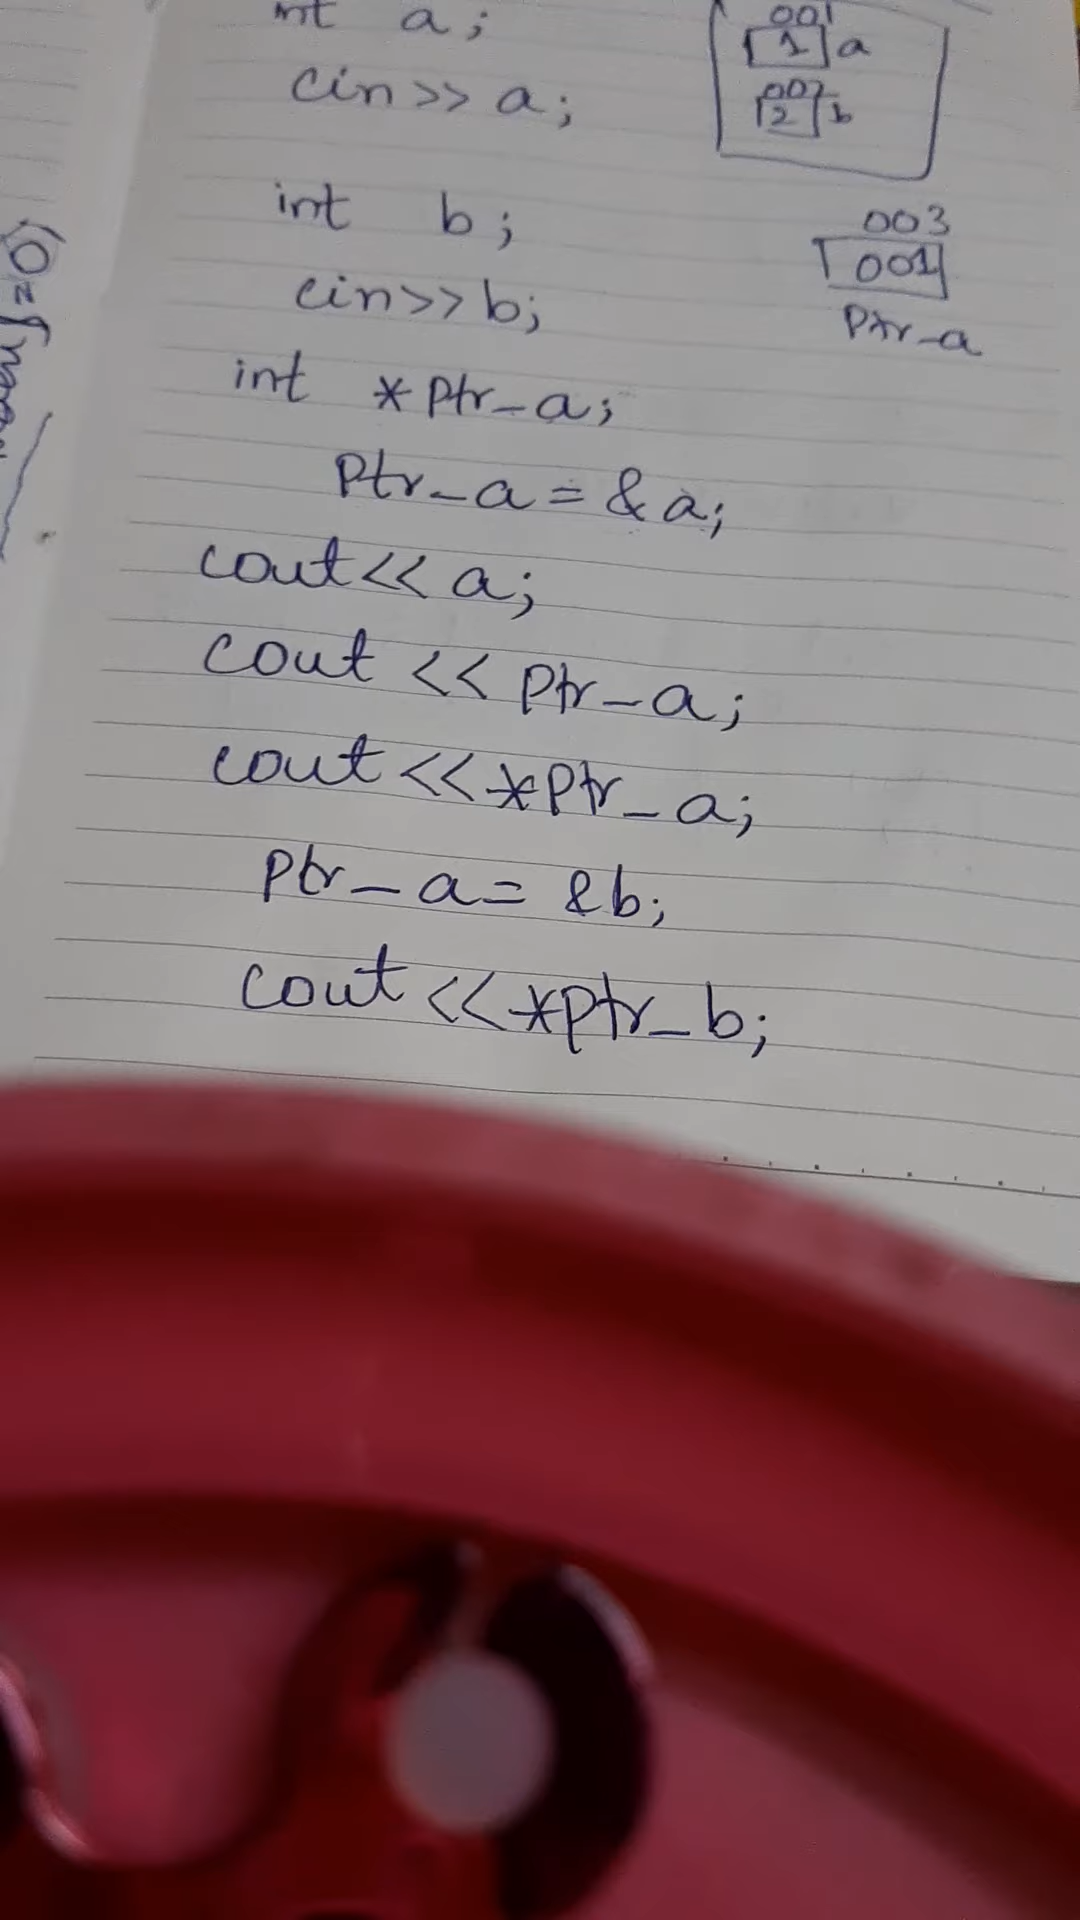 int a;
cin>> a;
int b;
cin>>b;
int *ptr_a;
ptr_a = &a;
cout<< a;
cout << ptr_a;
cout <<*ptr_a;
ptr_a= &b;
cout <<*ptr_b;
001
1 a
002
2 b
003
001
ptr_a